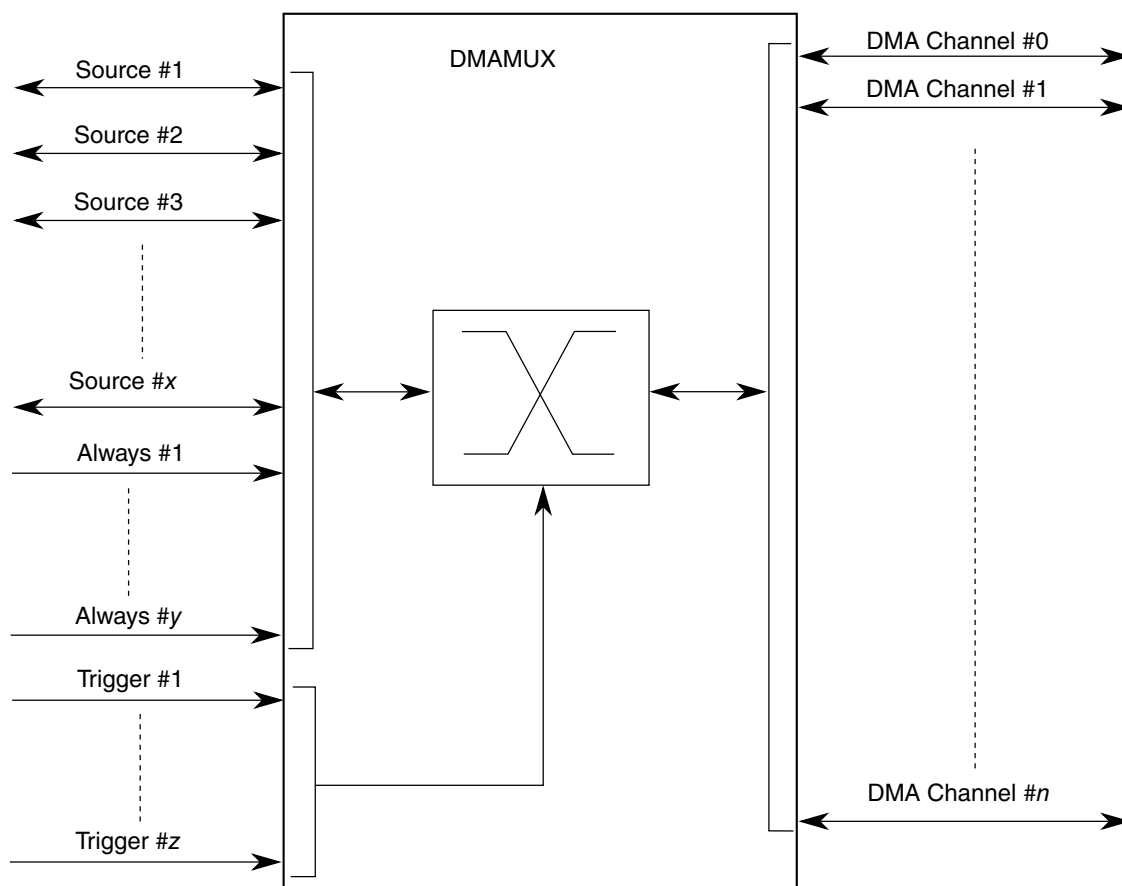 DMAMUX
Source #1
Source #2
Source #3
Source #x
Always #1
Always #y
Trigger #1
Trigger #z
DMA Channel #0
DMA Channel #1
DMA Channel #n